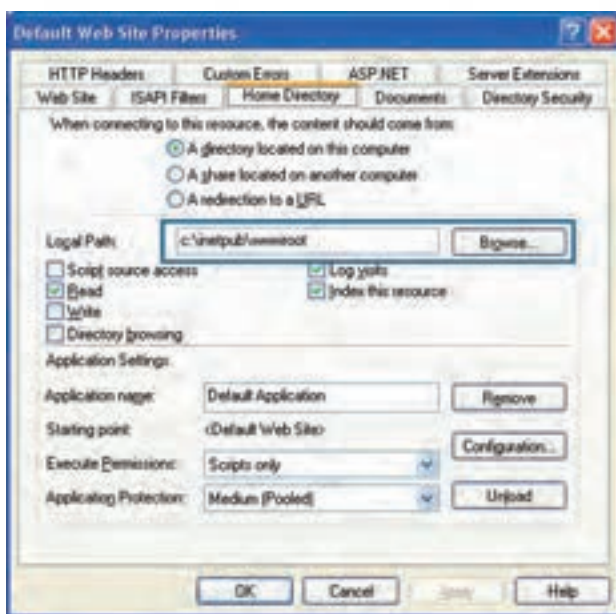 Default Web Site Properties
HTTP Headers Custom Errors ASP.NET Server Extensions
Web Site ISAPI Filters Home Directory Documents Directory Security
When connecting to this resource, the content should come from:
A directory located on this computer
A share located on another computer
A redirection to a URL
Local Path: c:\inetpub\wwwroot Browse...
Script source access Log visits
Read Index this resource
Write
Directory browsing
Application Settings
Application name: Default Application Remove
Starting point: <Default Web Site>
Configuration...
Execute Permissions: Scripts only
Application Protection: Medium (Pooled) Unload
OK Cancel Apply Help